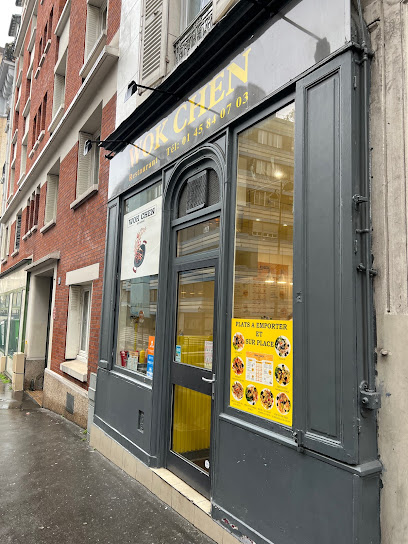 WOK CHEN
Restaurant Tél: 01 45 84 07 03
WOK CHEN
PLATS A EMPORTER
ET
SUR PLACE